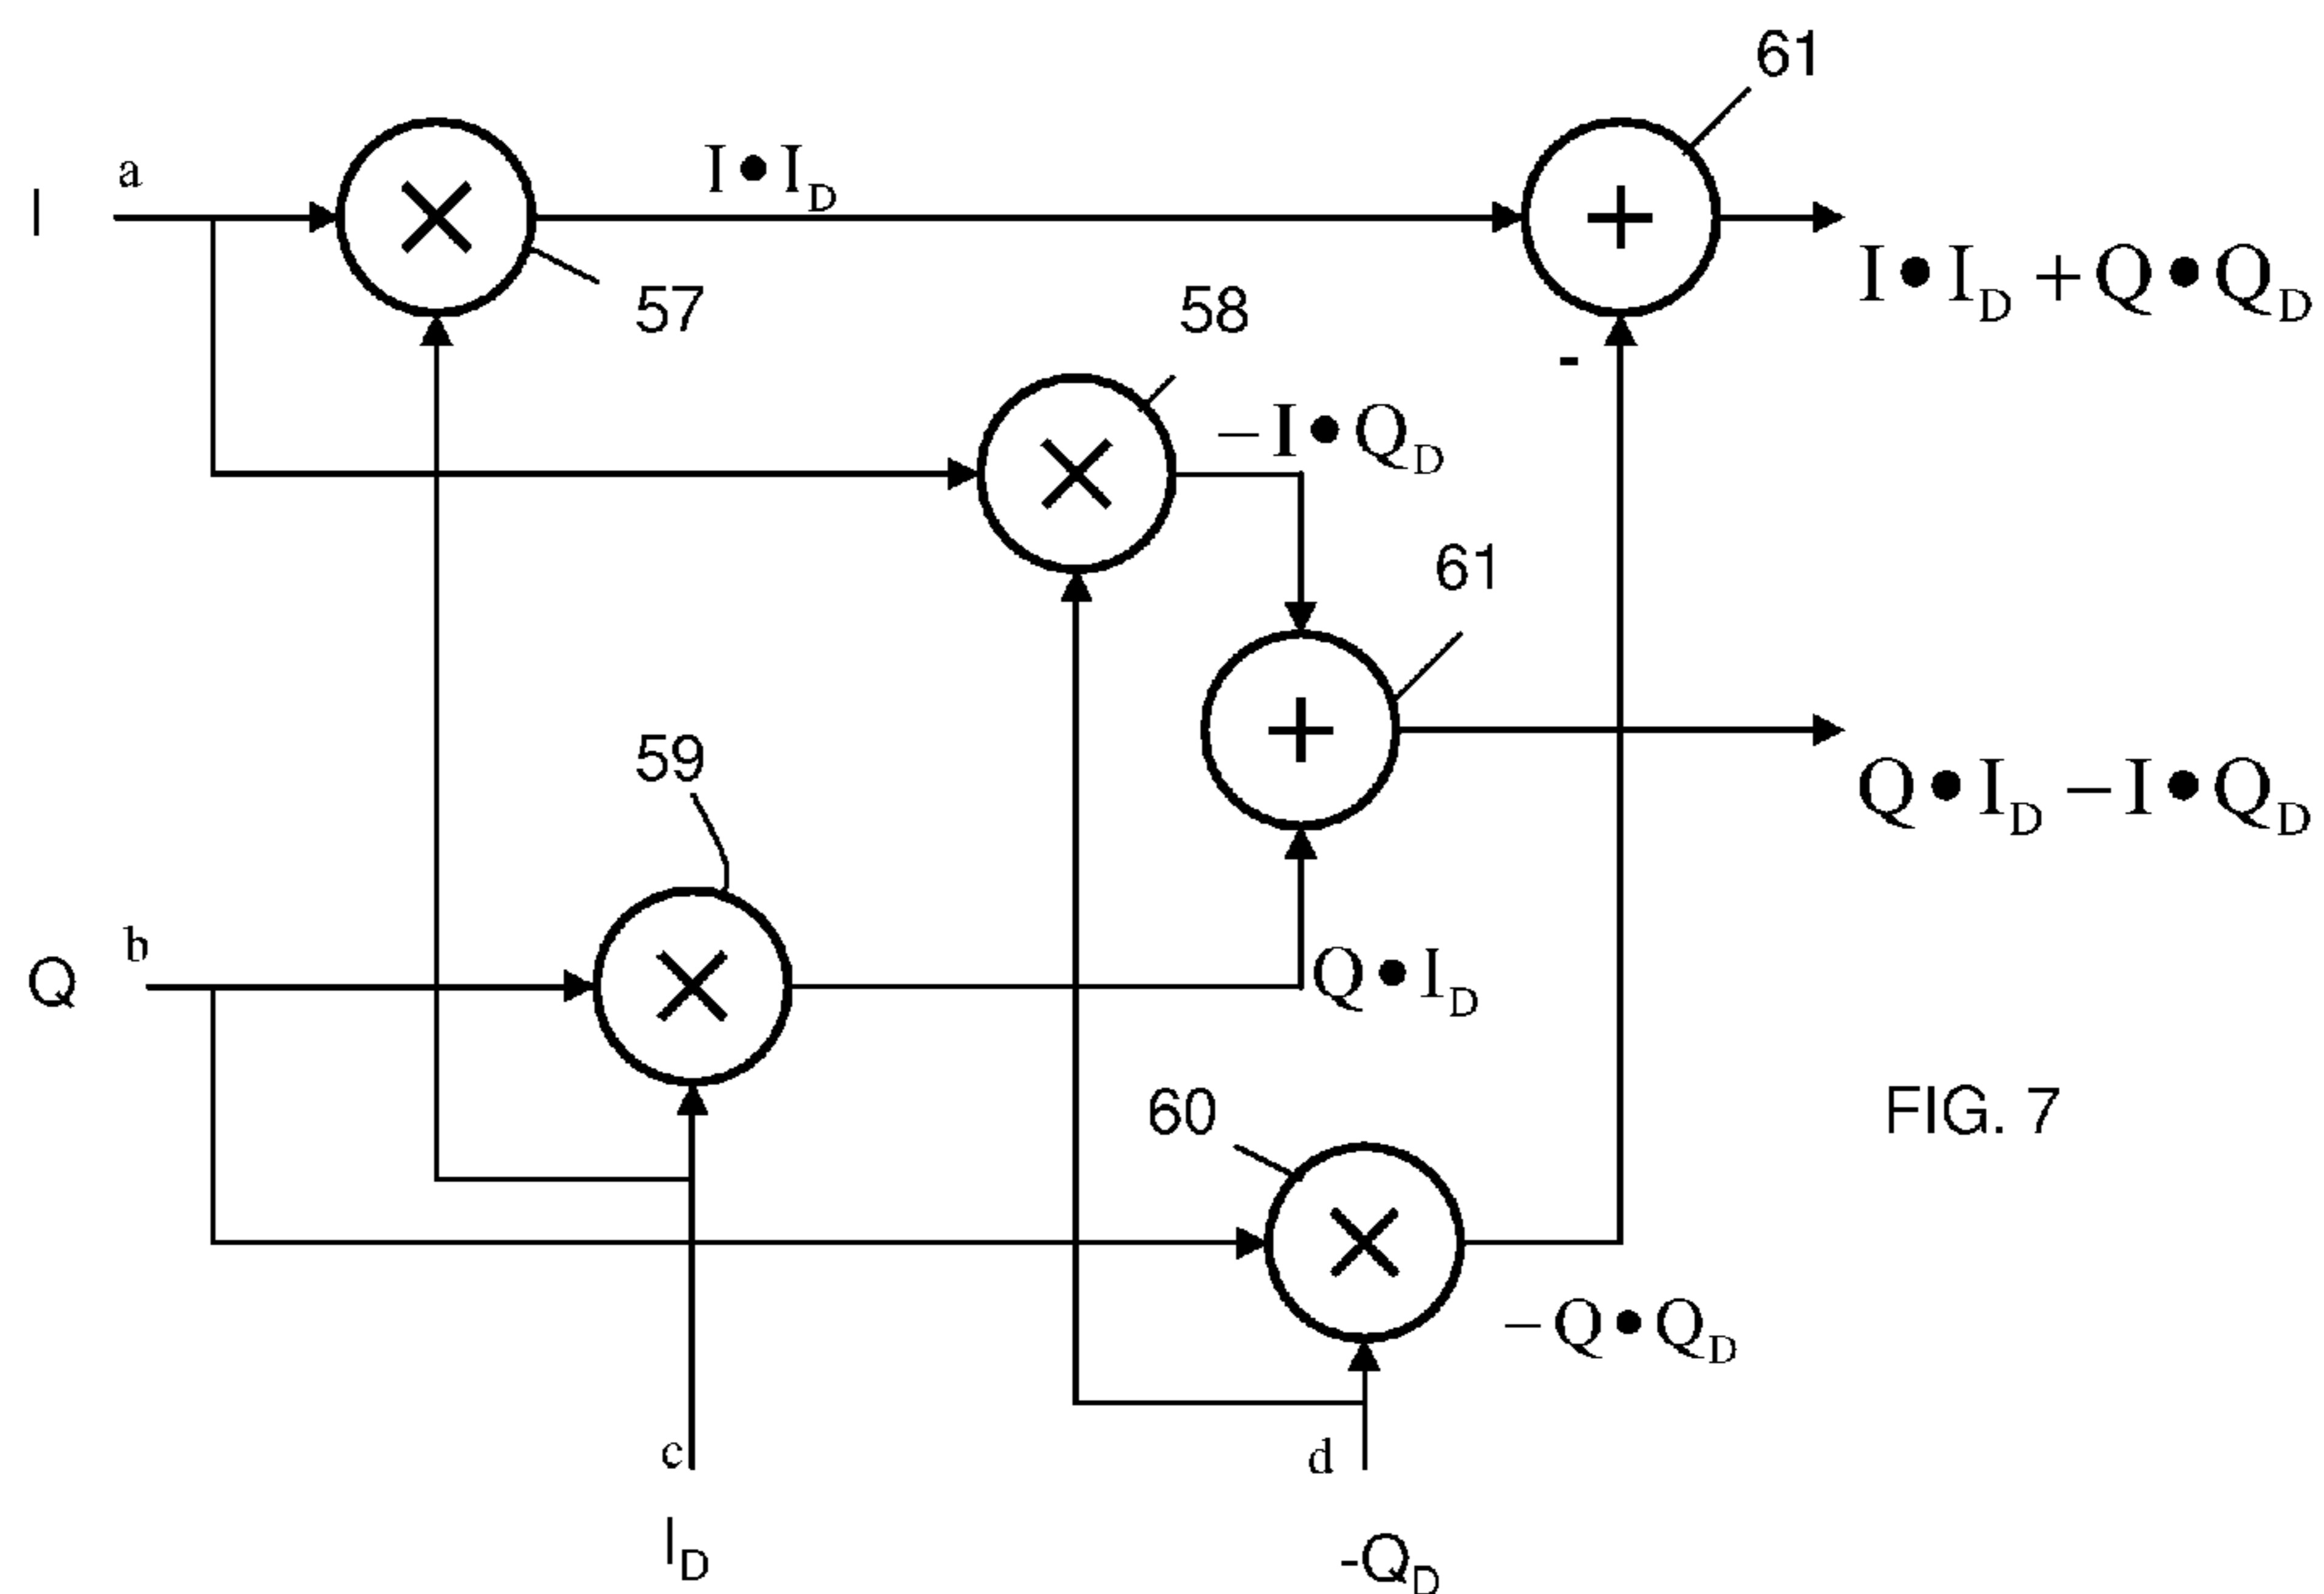 61
a
I
I•I_D
57
58
I•I_D + Q•Q_D
-
−I•Q_D
61
59
Q•I_D − I•Q_D
b
Q
Q•I_D
60
FIG. 7
−Q•Q_D
c
d
I_D
-Q_D